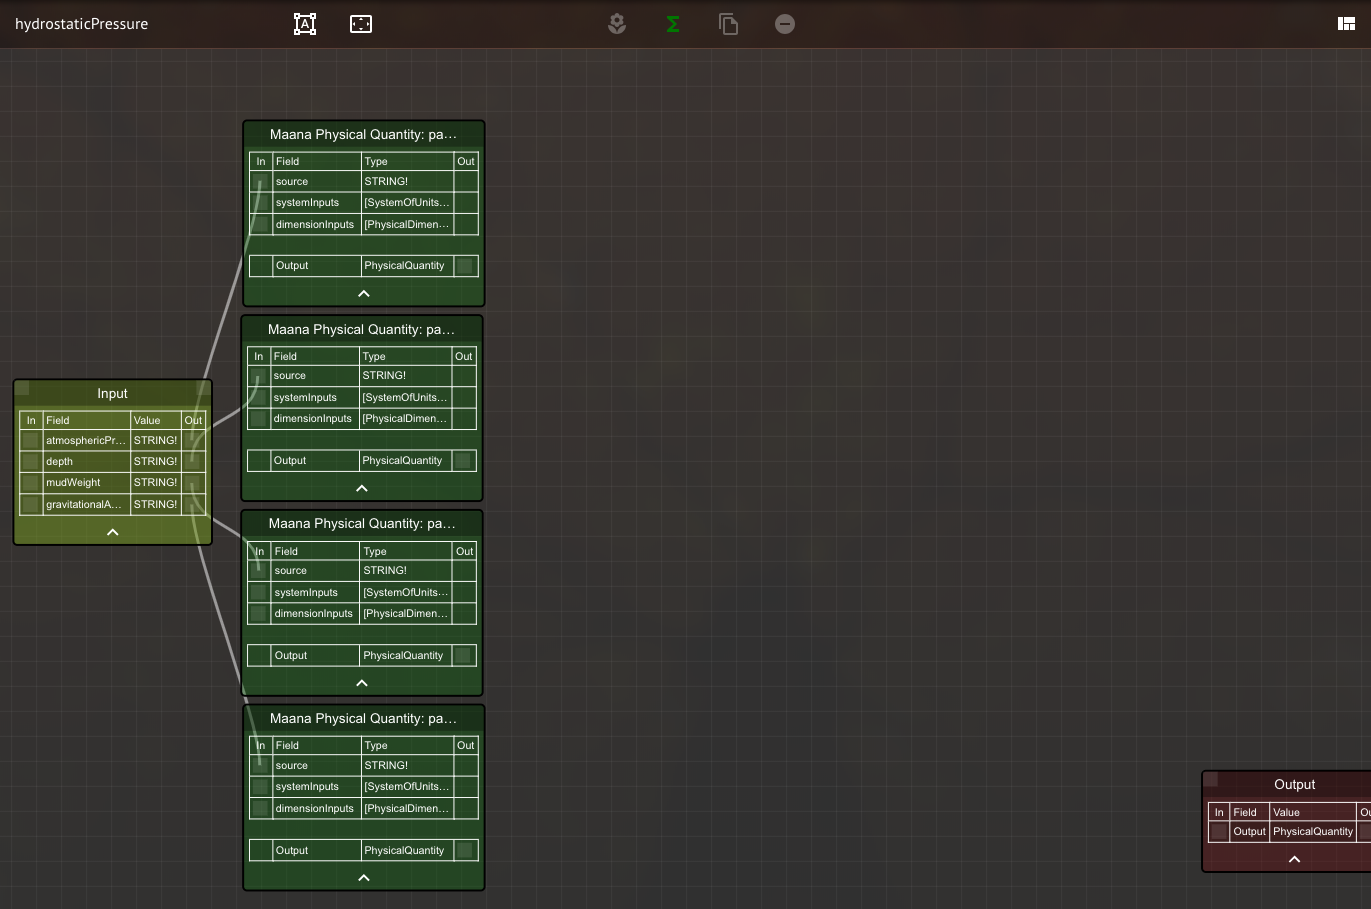 hydrostaticPressure
A
Σ
Maana Physical Quantity: pa…
In Field Type Out
source STRING!
systemInputs [SystemOfUnits…
dimensionInputs [PhysicalDimen…
Output PhysicalQuantity
Maana Physical Quantity: pa…
In Field Type Out
source STRING!
systemInputs [SystemOfUnits…
dimensionInputs [PhysicalDimen…
Output PhysicalQuantity
Input
In Field Value Out
atmosphericPr… STRING!
depth STRING!
mudWeight STRING!
gravitationalA… STRING!
Maana Physical Quantity: pa…
In Field Type Out
source STRING!
systemInputs [SystemOfUnits…
dimensionInputs [PhysicalDimen…
Output PhysicalQuantity
Maana Physical Quantity: pa…
In Field Type Out
source STRING!
systemInputs [SystemOfUnits…
dimensionInputs [PhysicalDimen…
Output PhysicalQuantity
Output
In Field Value Ou
Output PhysicalQuantity